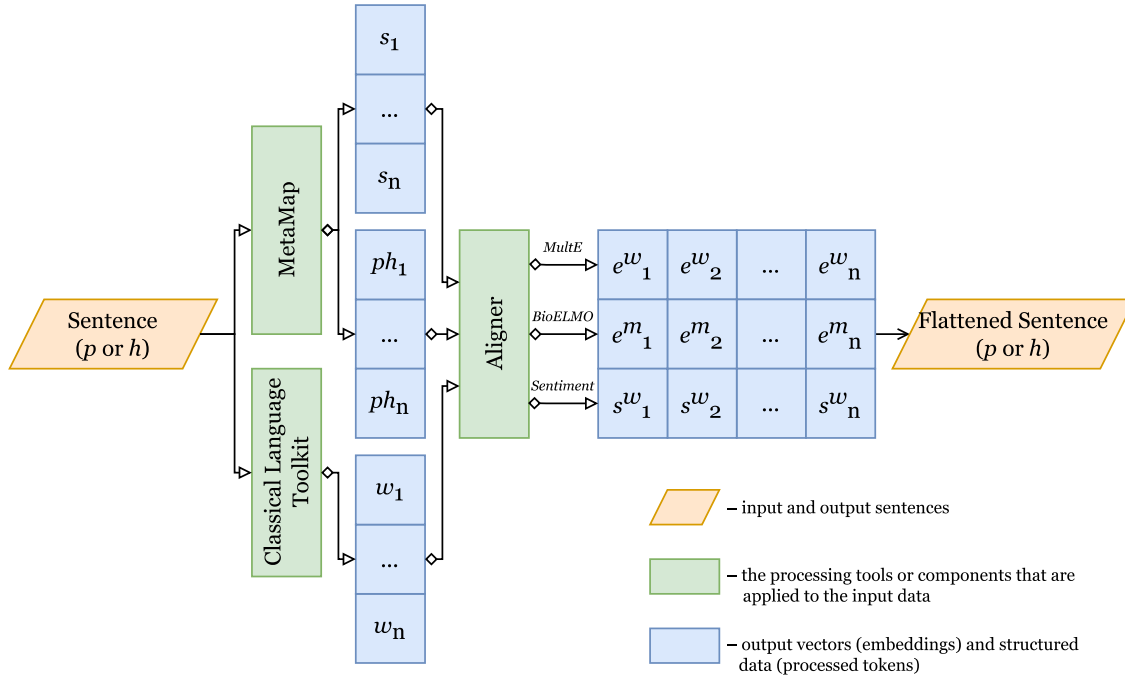 Sentence
(p or h)
MetaMap
Classical Language
Toolkit
s₁
...
sₙ
ph₁
...
phₙ
w₁
...
wₙ
Aligner
MultE
BioELMO
Sentiment
eʷ₁ eʷ₂ ... eʷₙ
eᵐ₁ eᵐ₂ ... eᵐₙ
sʷ₁ sʷ₂ ... sʷₙ
Flattened Sentence
(p or h)
– input and output sentences
– the processing tools or components that are
applied to the input data
– output vectors (embeddings) and structured
data (processed tokens)